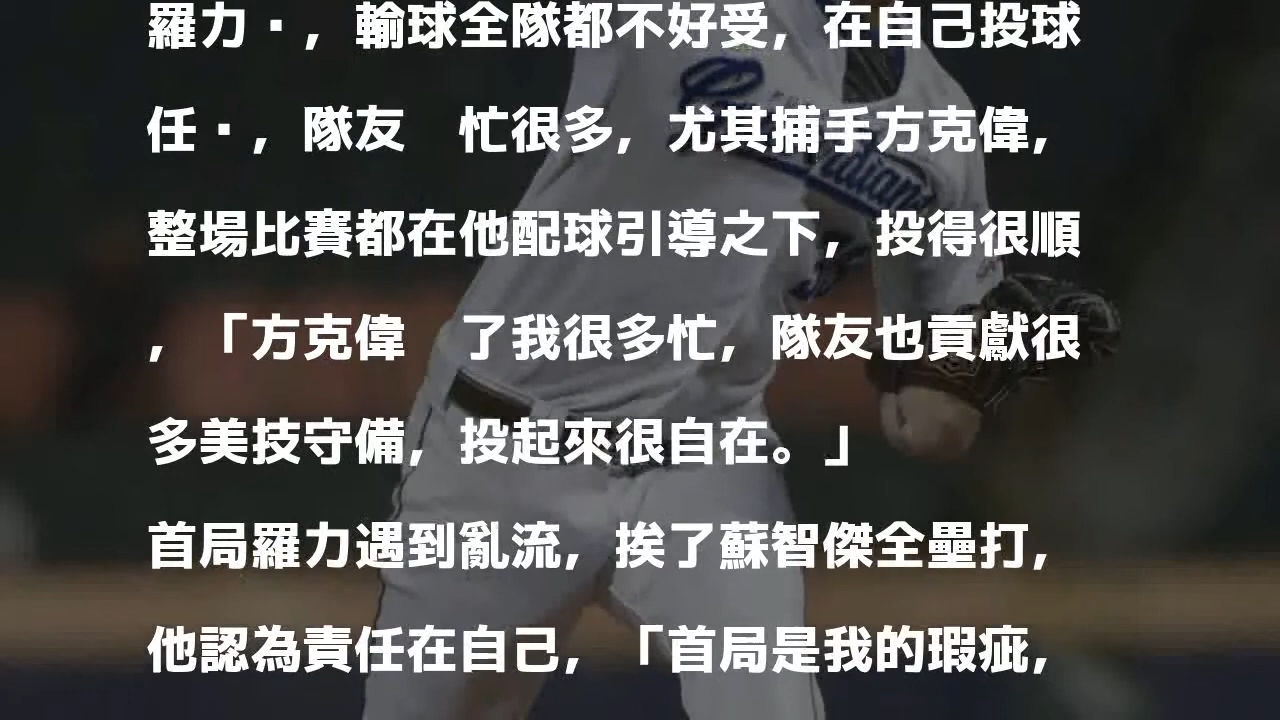 羅力·，輸球全隊都不好受，在自己投球
任·，隊友　忙很多，尤其捕手方克偉，
整場比賽都在他配球引導之下，投得很順
，「方克偉　了我很多忙，隊友也貢獻很
多美技守備，投起來很自在。」
首局羅力遇到亂流，挨了蘇智傑全壘打，
他認為責任在自己，「首局是我的瑕疵，